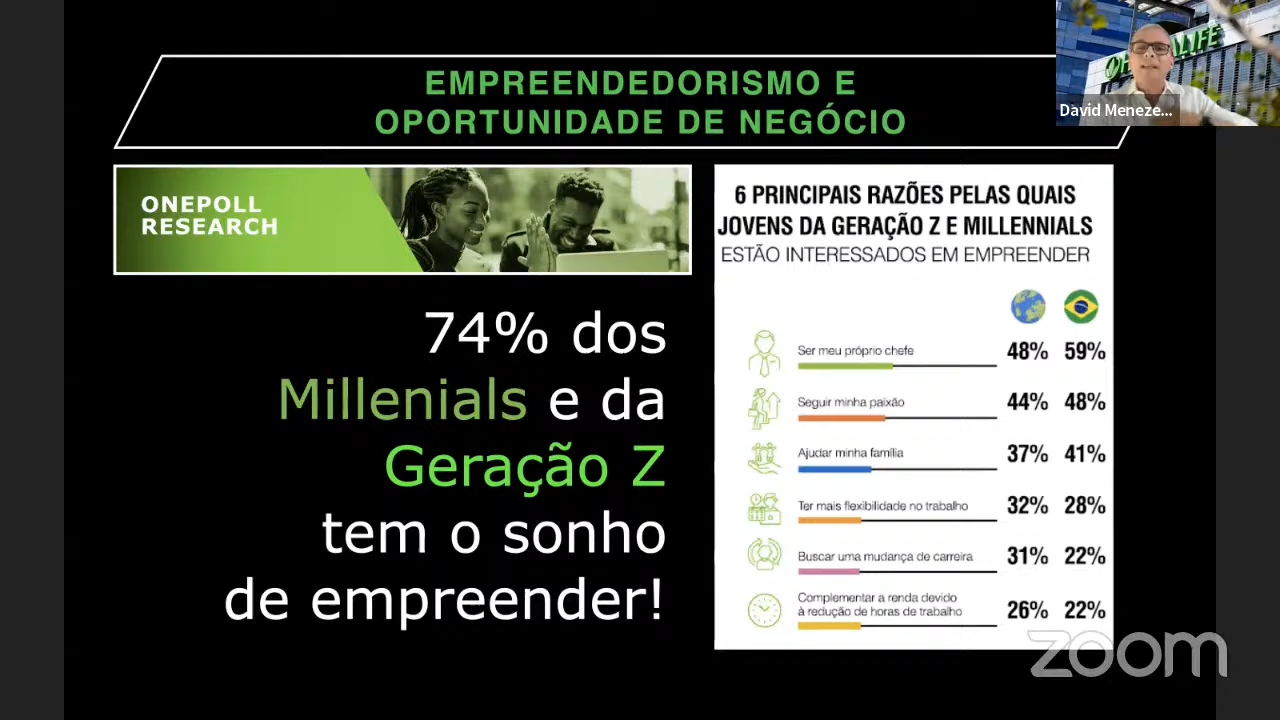 EMPREENDEDORISMO E
OPORTUNIDADE DE NEGÓCIO
David Meneze...
ONEPOLL
RESEARCH
74% dos
Millenials e da
Geração Z
tem o sonho
de empreender!
6 PRINCIPAIS RAZÕES PELAS QUAIS
JOVENS DA GERAÇÃO Z E MILLENNIALS
ESTÃO INTERESSADOS EM EMPREENDER
Ser meu próprio chefe 48% 59%
Seguir minha paixão 44% 48%
Ajudar minha família 37% 41%
Ter mais flexibilidade no trabalho 32% 28%
Buscar uma mudança de carreira 31% 22%
Complementar a renda devido
à redução de horas de trabalho 26% 22%
zoom